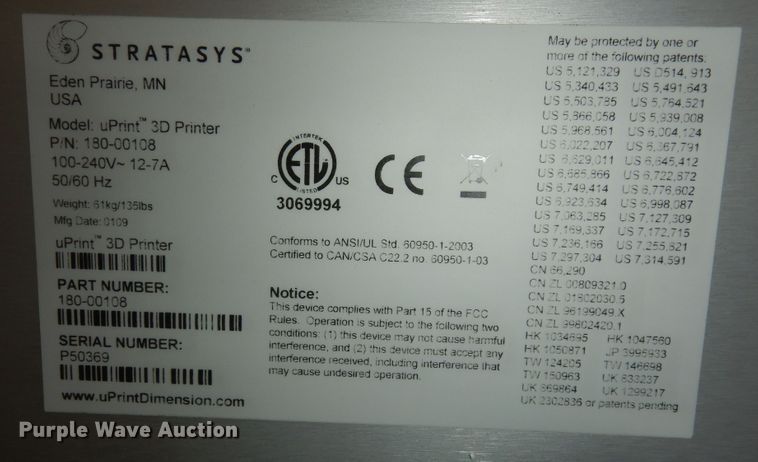 STRATASYS®
Eden Prairie, MN
USA
Model: uPrint™ 3D Printer
P/N: 180-00108
100-240V~ 12-7A
50/60 Hz
Weight: 61kg/135lbs
Mfg Date: 0109
uPrint™ 3D Printer
PART NUMBER:
180-00108
SERIAL NUMBER:
P50369
www.uPrintDimension.com
INTERTEK
ETL
LISTED
C US
3069994
CE
Conforms to ANSI/UL Std. 60950-1-2003
Certified to CAN/CSA C22.2 no. 60950-1-03
Notice:
This device complies with Part 15 of the FCC
Rules. Operation is subject to the following two
conditions: (1) this device may not cause harmful
interference, and (2) this device must accept any
interference received, including interference that
may cause undesired operation.
May be protected by one or
more of the following patents:
US 5,121,329 US D514,913
US 5,340,433 US 5,491,643
US 5,503,785 US 5,764,521
US 5,866,058 US 5,939,008
US 5,968,561 US 6,004,124
US 6,022,207 US 6,367,791
US 6,629,011 US 6,645,412
US 6,685,866 US 6,722,872
US 6,749,414 US 6,776,602
US 6,923,634 US 6,998,087
US 7,063,285 US 7,127,309
US 7,169,337 US 7,172,715
US 7,236,166 US 7,255,821
US 7,297,304 US 7,314,591
CN 66,290
CN ZL 00809321.0
CN ZL 01802030.5
CN ZL 96199049.X
CN ZL 99802420.1
HK 1034695 HK 1047560
HK 1050871 JP 3995933
TW 124205 TW 146698
TW 150963 UK 833237
UK 869864 UK 1299217
UK 2302836 or patents pending
Purple Wave Auction